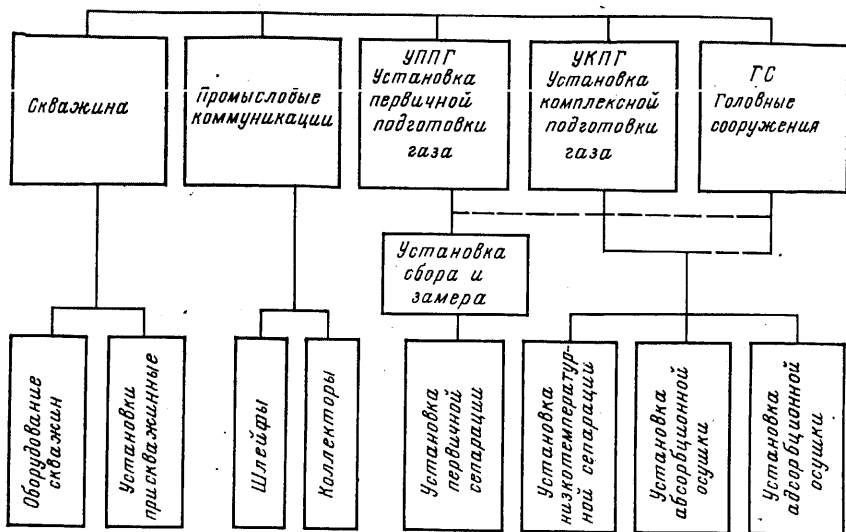 Скважина
Промысловые
коммуникации
УППГ
Установка
первичной
подготовки
газа
УКПГ
Установка
комплексной
подготовки
газа
ГС
Головные
сооружения
Установка
сбора и
замера
Оборудование
скважин
Установки
прискважинные
Шлейфы
Коллекторы
Установка
первичной
сепарации
Установка
низкотемператур-
ной сепарации
Установка
абсорбционной
осушки
Установка
адсорбционной
осушки